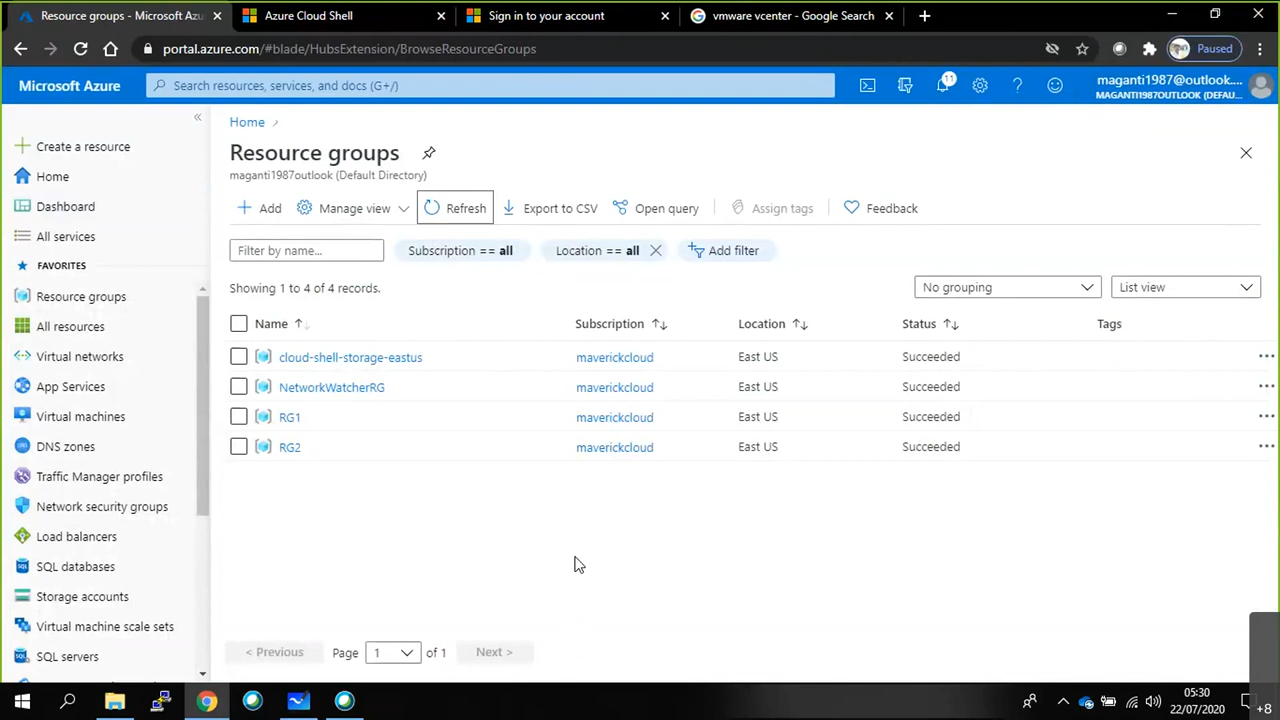 Resource groups - Microsoft Azu
Azure Cloud Shell
Sign in to your account
vmware vcenter - Google Search
portal.azure.com/#blade/HubsExtension/BrowseResourceGroups
Paused
Microsoft Azure
Search resources, services, and docs (G+/)
11
maganti1987@outlook....
MAGANTI1987OUTLOOK (DEFAU...
Create a resource
Home
Dashboard
All services
FAVORITES
Resource groups
All resources
Virtual networks
App Services
Virtual machines
DNS zones
Traffic Manager profiles
Network security groups
Load balancers
SQL databases
Storage accounts
Virtual machine scale sets
SQL servers
Home >
Resource groups
maganti1987outlook (Default Directory)
Add
Manage view
Refresh
Export to CSV
Open query
Assign tags
Feedback
Filter by name...
Subscription == all
Location == all
Add filter
Showing 1 to 4 of 4 records.
No grouping
List view
Name Subscription Location Status Tags
cloud-shell-storage-eastus maverickcloud East US Succeeded
NetworkWatcherRG maverickcloud East US Succeeded
RG1 maverickcloud East US Succeeded
RG2 maverickcloud East US Succeeded
< Previous Page 1 of 1 Next >
05:30
22/07/2020
+8